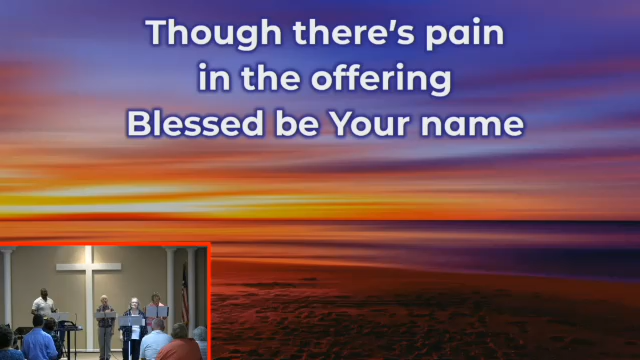 Though there's pain
in the offering
Blessed be Your name